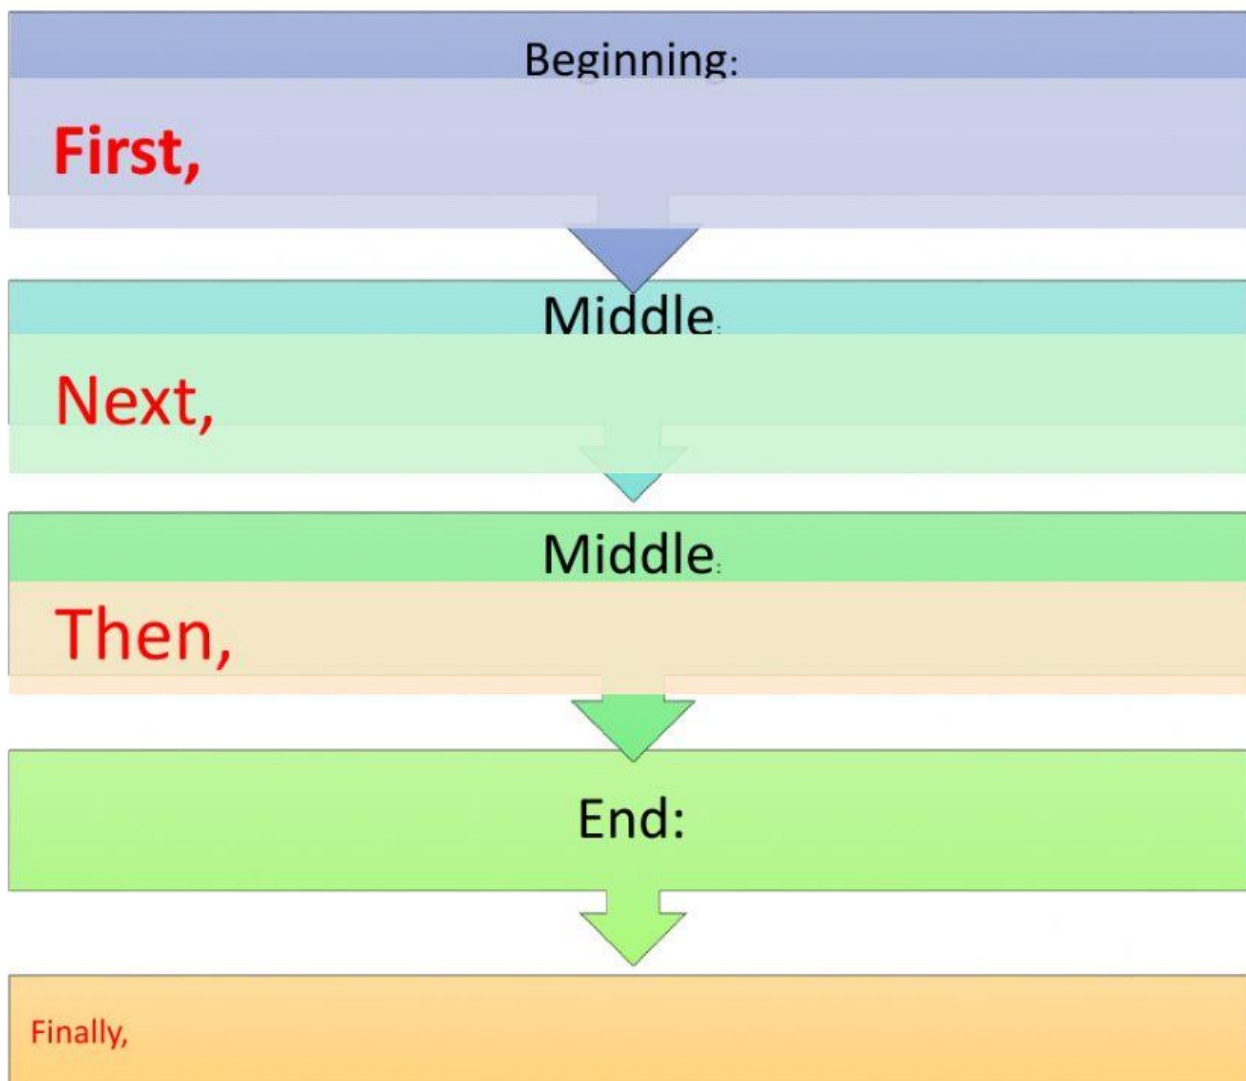 Beginning:
First,
Middle:
Next,
Middle:
Then,
End:
Finally,